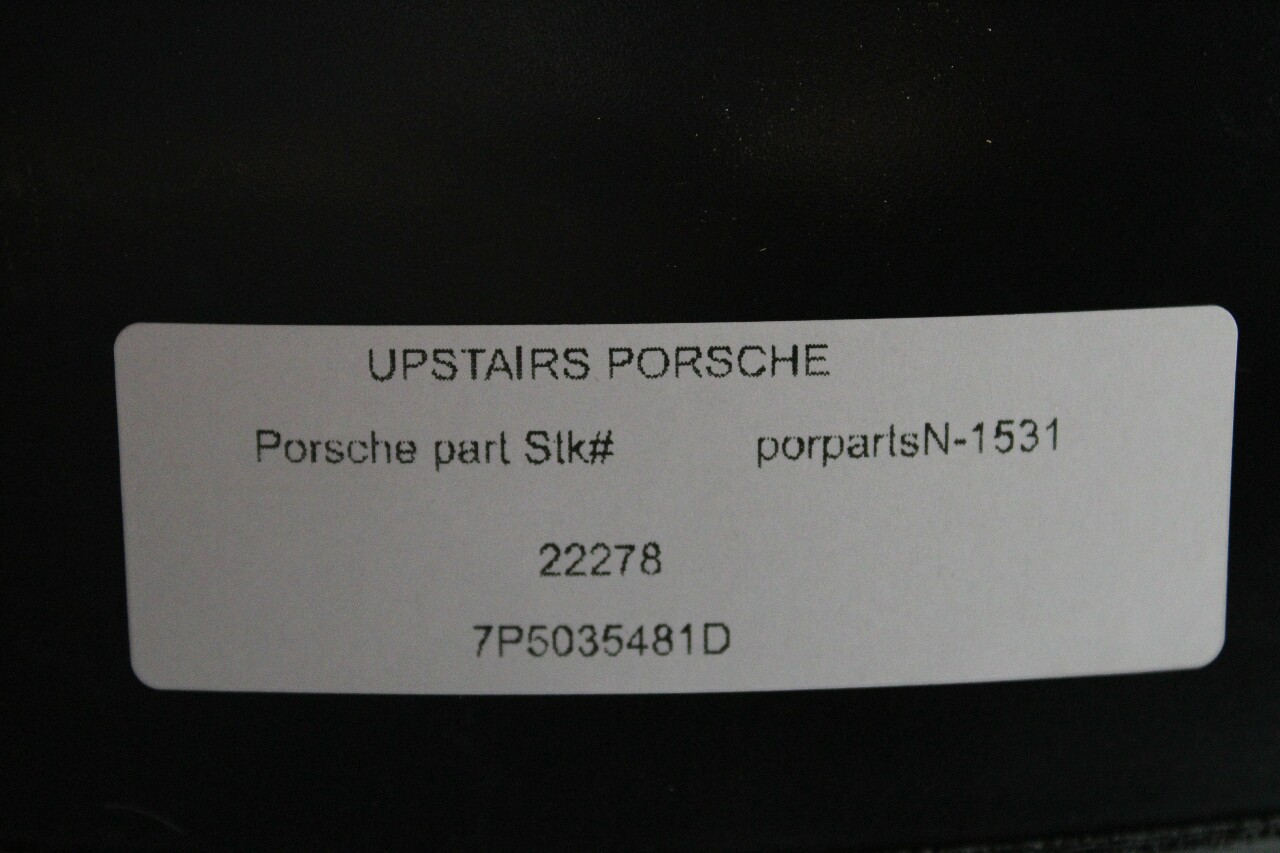 UPSTAIRS PORSCHE
Porsche part Stk# porpartsN-1531
22278
7P5035481D